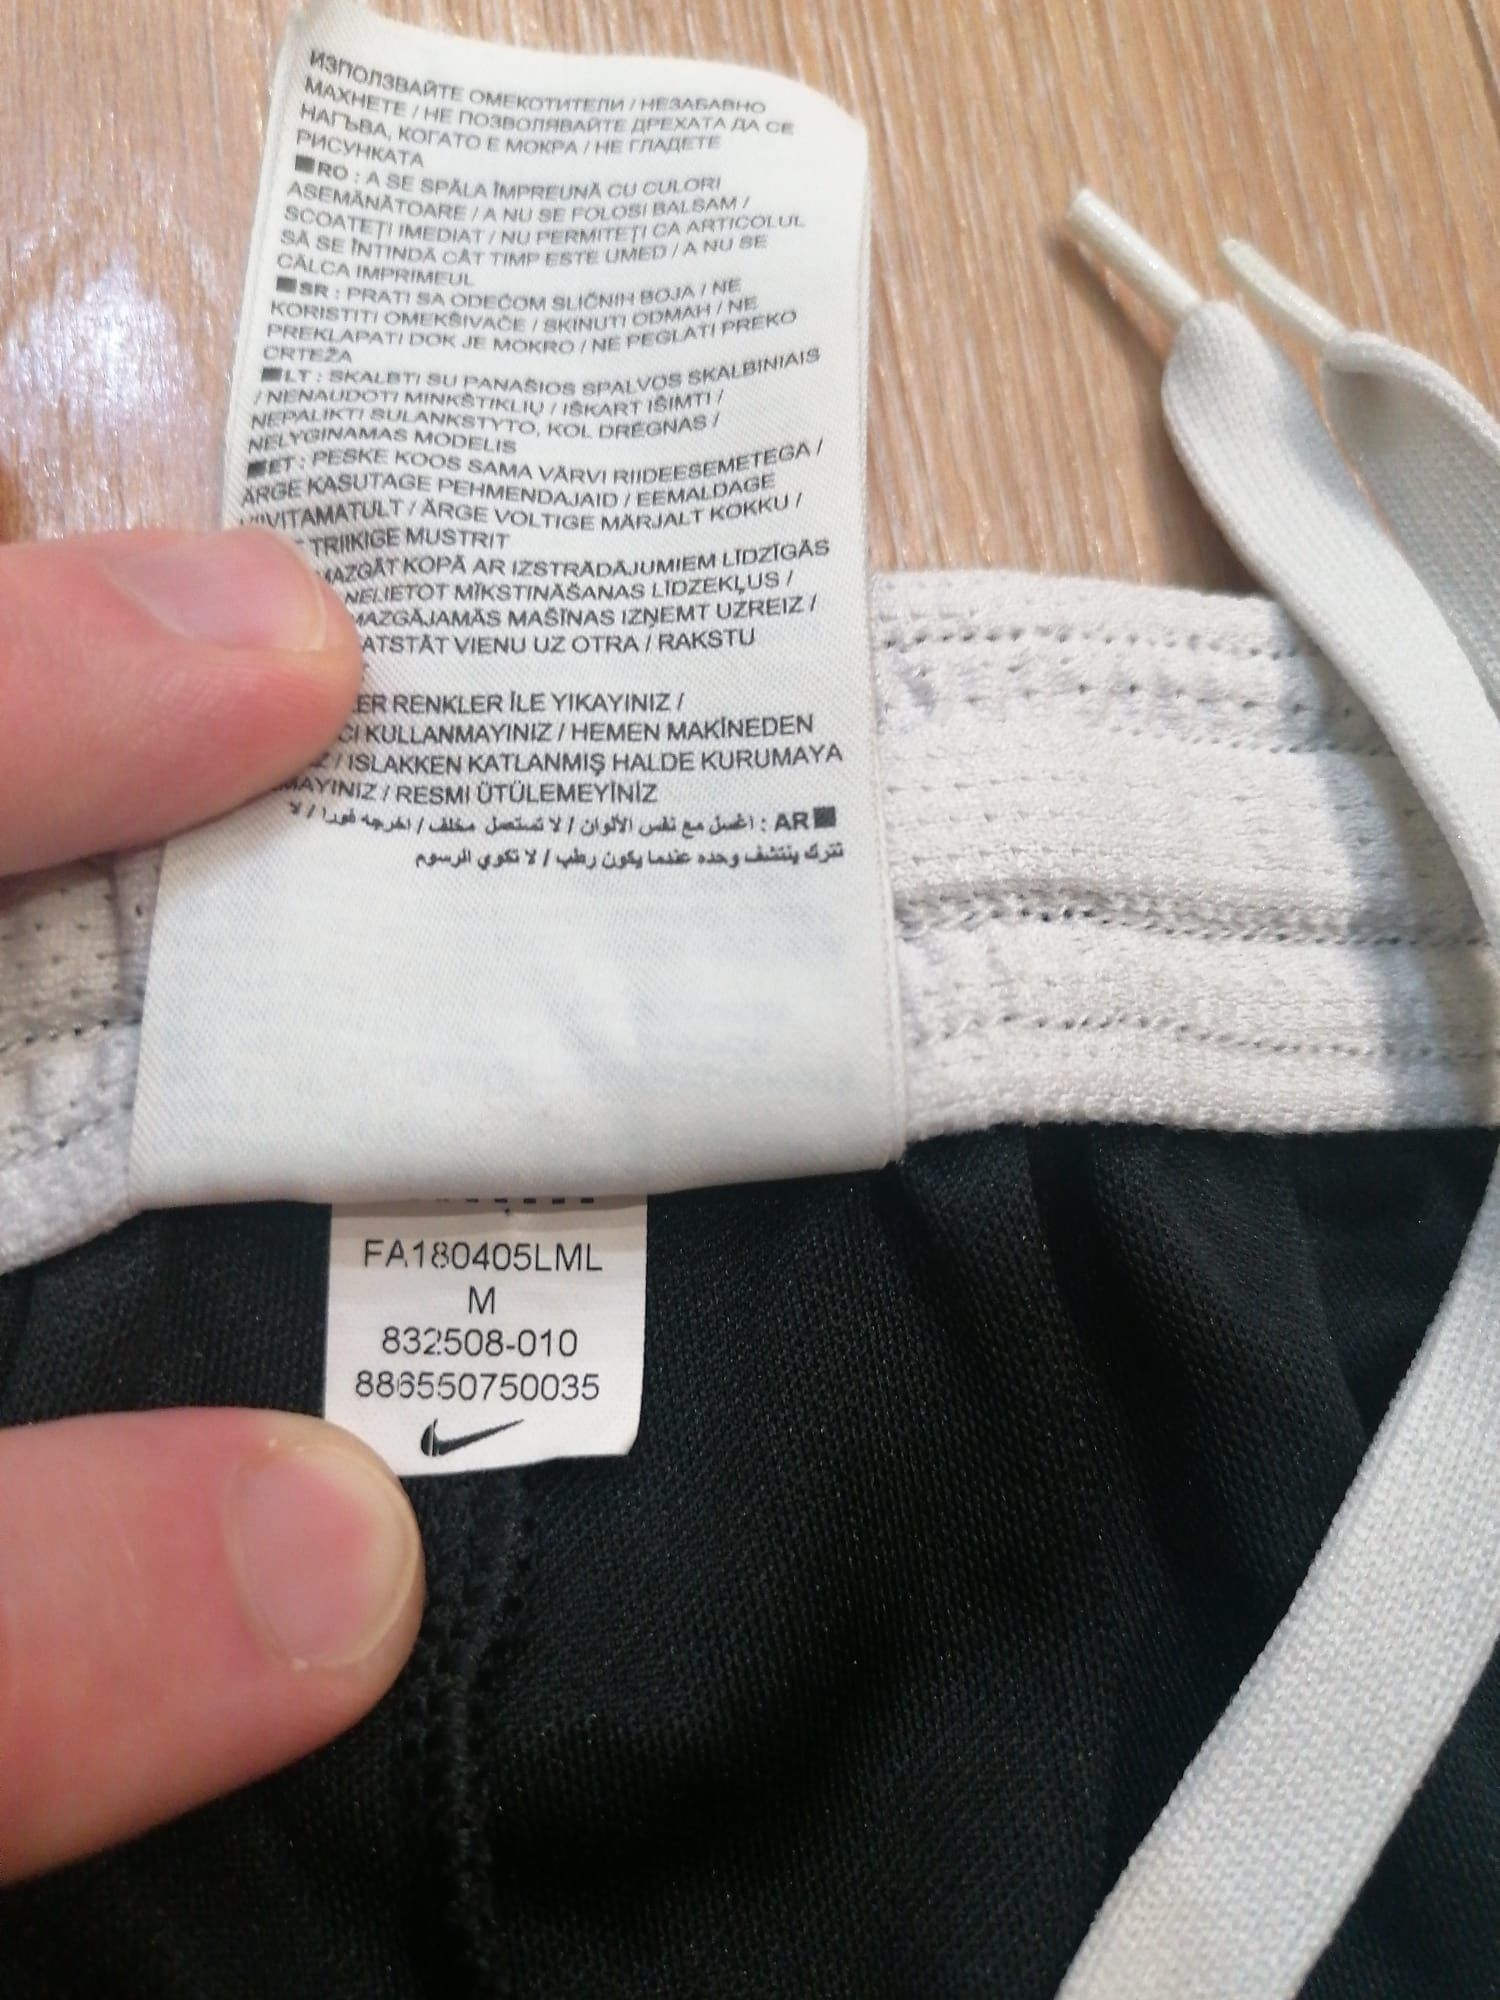 ИЗПОЛЗВАЙТЕ ОМЕКОТИТЕЛИ / НЕЗАБАВНО
МАХНЕТЕ / НЕ ПОЗВОЛЯВАЙТЕ ДРЕХАТА ДА СЕ
НАГЪВА, КОГАТО Е МОКРА / НЕ ГЛАДЕТЕ
РИСУНКАТА
RO : A SE SPĂLA ÎMPREUNĂ CU CULORI
ASEMĂNĂTOARE / A NU SE FOLOSI BALSAM /
SCOATEȚI IMEDIAT / NU PERMITEȚI CA ARTICOLUL
SĂ SE ÎNTINDĂ CÂT TIMP ESTE UMED / A NU SE
CĂLCA IMPRIMEUL
SR : PRATI SA ODEĆOM SLIČNIH BOJA / NE
KORISTITI OMEKŠIVAČE / SKINUTI ODMAH / NE
PREKLAPATI DOK JE MOKRO / NE PEGLATI PREKO
CRTEŽA
LT : SKALBTI SU PANAŠIOS SPALVOS SKALBINIAIS
/ NENAUDOTI MINKŠTIKLIŲ / IŠKART IŠIMTI /
NEPALIKTI SULANKSTYTO, KOL DRĖGNAS /
NELYGINAMAS MODELIS
ET : PESKE KOOS SAMA VÄRVI RIIDEESEMETEGA /
ÄRGE KASUTAGE PEHMENDAJAID / EEMALDAGE
VIIVITAMATULT / ÄRGE VOLTIGE MÄRJALT KOKKU /
TRIIKIGE MUSTRIT
MAZGĀT KOPĀ AR IZSTRĀDĀJUMIEM LĪDZĪGĀS
NELIETOT MĪKSTINĀŠANAS LĪDZEKĻUS /
MAZGĀJAMĀS MAŠĪNAS IZŅEMT UZREIZ /
ATSTĀT VIENU UZ OTRA / RAKSTU
ER RENKLER İLE YIKAYINIZ /
CI KULLANMAYINIZ / HEMEN MAKİNEDEN
Z / ISLAKKEN KATLANMIŞ HALDE KURUMAYA
MAYINIZ / RESMI ÜTÜLEMEYİNİZ
AR : اغسل مع نفس الألوان / لا تستعمل مخلف / اخرجه فورا / لا
تترك ينتشف وحده عندما يكون رطب / لا تكوي الرسوم
FA180405LML
M
832508-010
886550750035